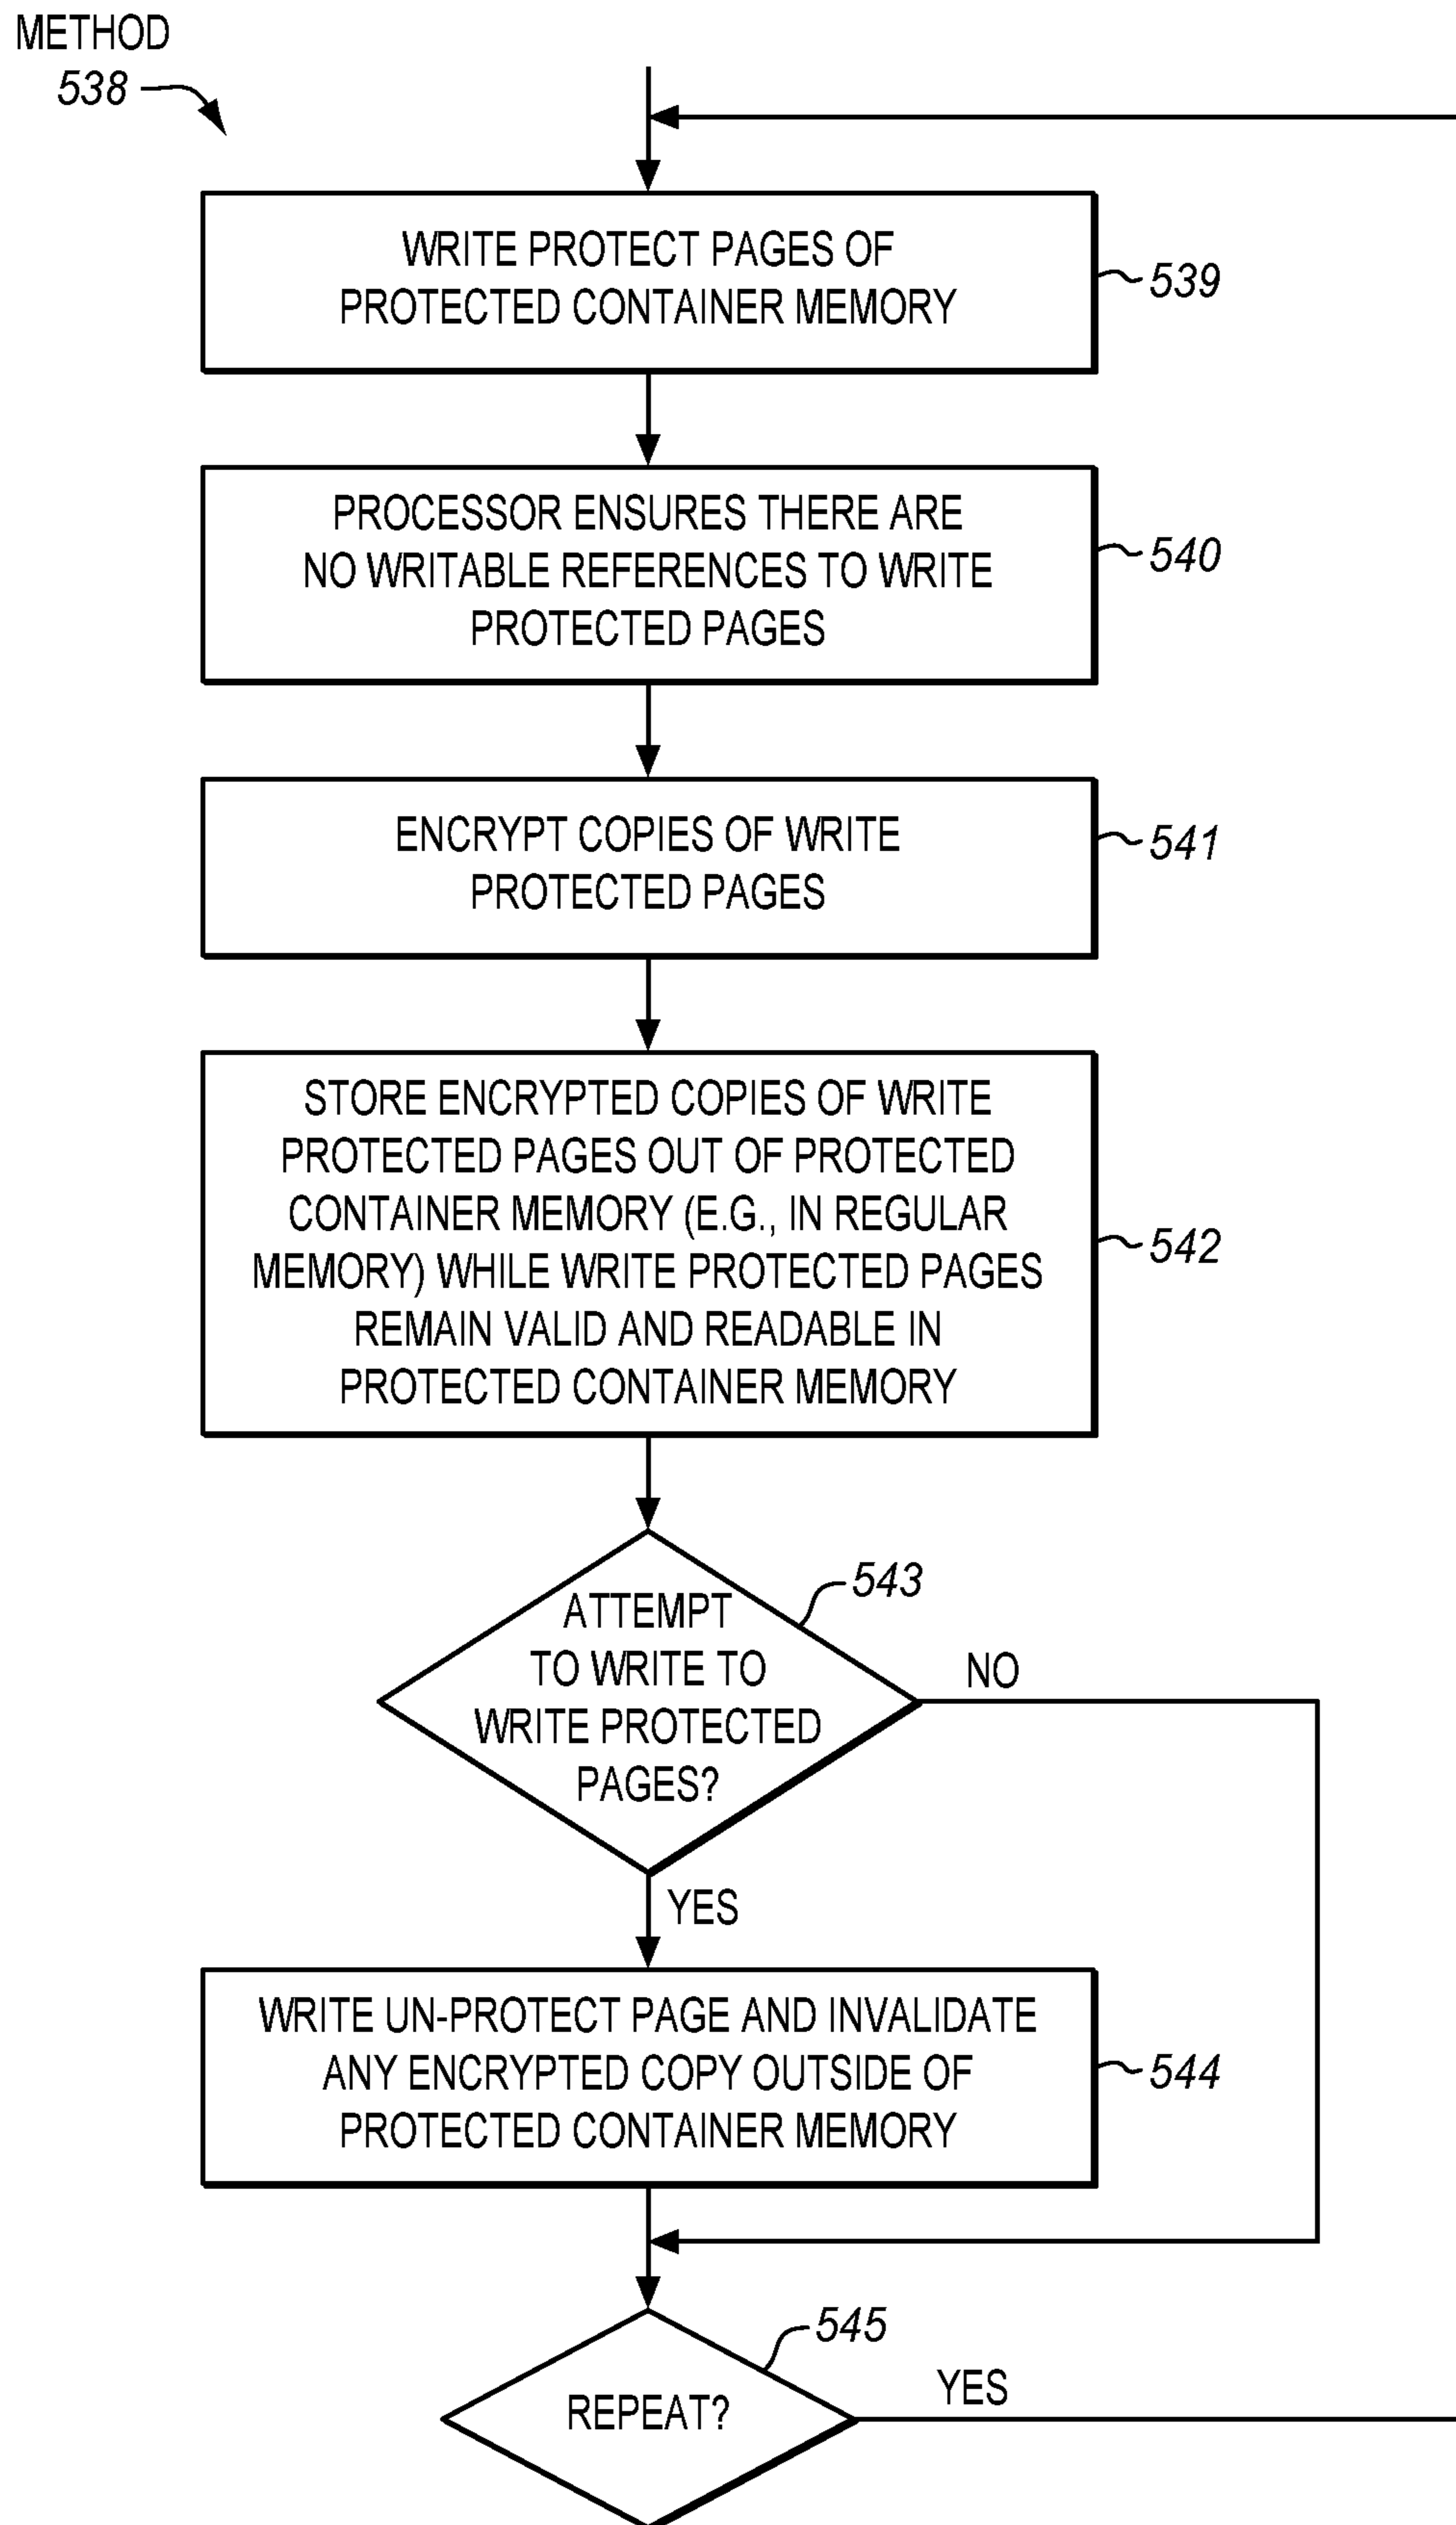 METHOD
538
WRITE PROTECT PAGES OF
PROTECTED CONTAINER MEMORY
539
PROCESSOR ENSURES THERE ARE
NO WRITABLE REFERENCES TO WRITE
PROTECTED PAGES
540
ENCRYPT COPIES OF WRITE
PROTECTED PAGES
541
STORE ENCRYPTED COPIES OF WRITE
PROTECTED PAGES OUT OF PROTECTED
CONTAINER MEMORY (E.G., IN REGULAR
MEMORY) WHILE WRITE PROTECTED PAGES
REMAIN VALID AND READABLE IN
PROTECTED CONTAINER MEMORY
542
ATTEMPT
TO WRITE TO
WRITE PROTECTED
PAGES?
543
NO
YES
WRITE UN-PROTECT PAGE AND INVALIDATE
ANY ENCRYPTED COPY OUTSIDE OF
PROTECTED CONTAINER MEMORY
544
REPEAT?
545
YES